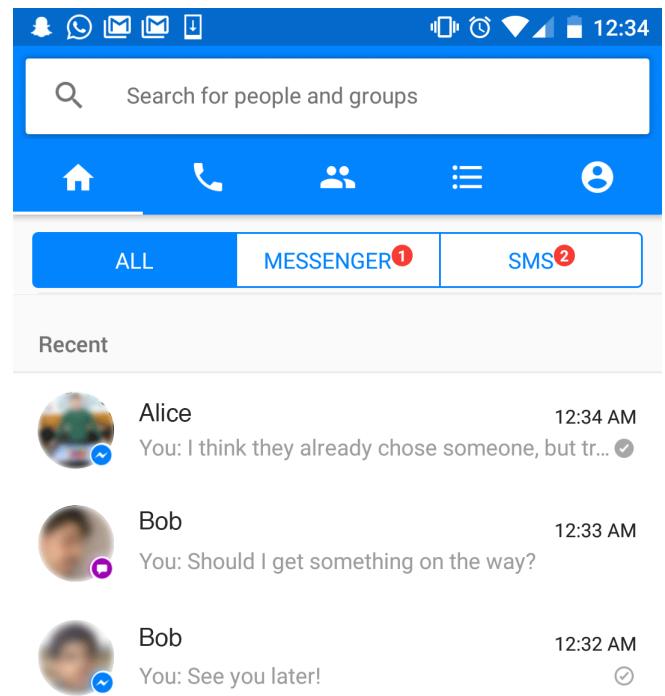 12:34
Search for people and groups
ALL
MESSENGER 1
SMS 2
Recent
Alice
12:34 AM
You: I think they already chose someone, but tr...
Bob
12:33 AM
You: Should I get something on the way?
Bob
12:32 AM
You: See you later!